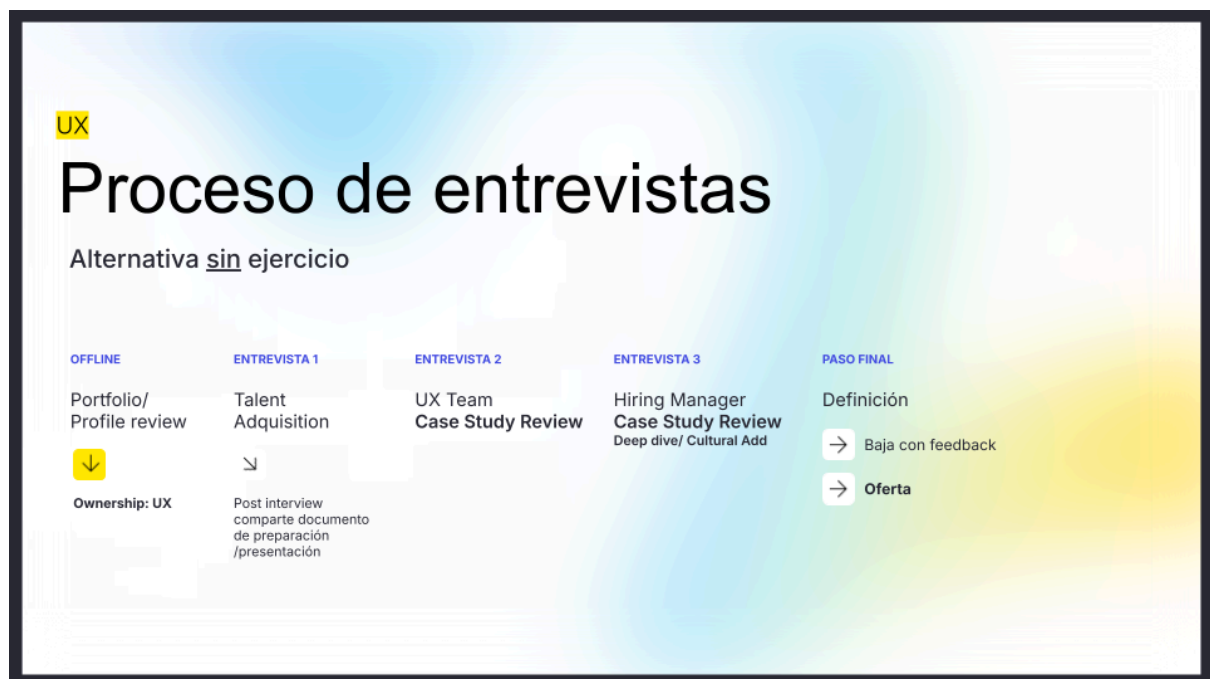 UX
Proceso de entrevistas
Alternativa sin ejercicio
OFFLINE
Portfolio/
Profile review
Ownership: UX
ENTREVISTA 1
Talent
Adquisition
Post interview
comparte documento
de preparación
/presentación
ENTREVISTA 2
UX Team
Case Study Review
ENTREVISTA 3
Hiring Manager
Case Study Review
Deep dive/ Cultural Add
PASO FINAL
Definición
Baja con feedback
Oferta